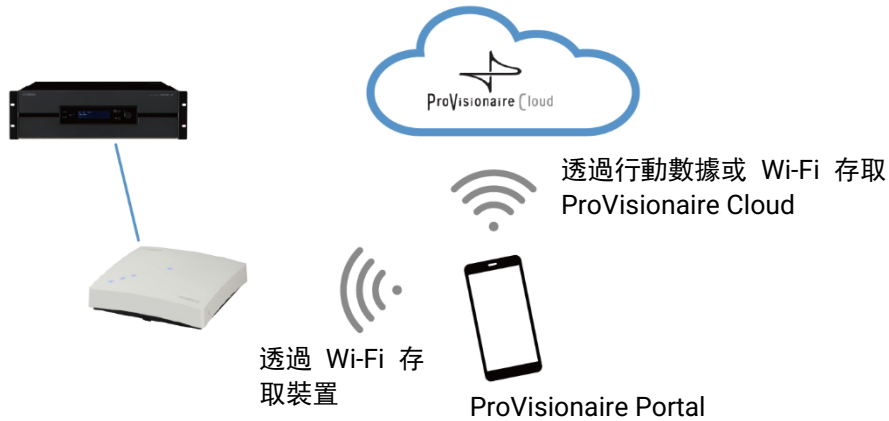 ProVisionaire Cloud
透過行動數據或 Wi-Fi 存取
ProVisionaire Cloud
透過 Wi-Fi 存
取裝置
ProVisionaire Portal